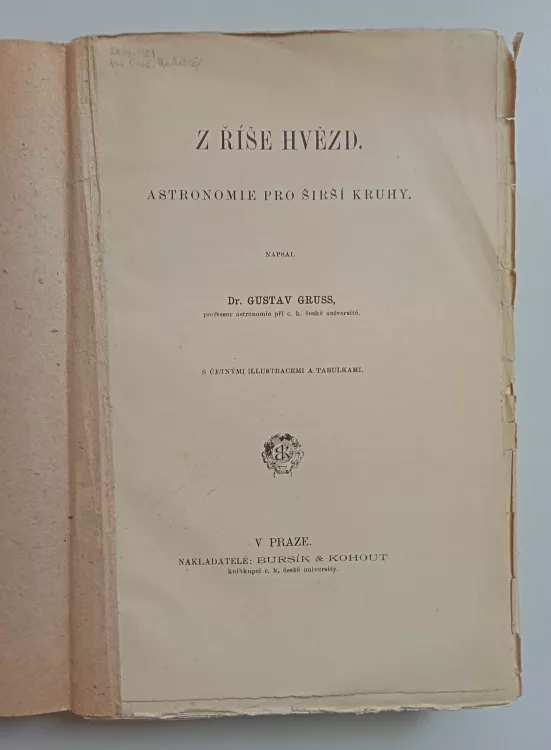 Z ŘÍŠE HVĚZD.
ASTRONOMIE PRO ŠIRŠÍ KRUHY.
NAPSAL
Dr. GUSTAV GRUSS,
professor astronomie při c. k. české universitě.
S ČETNÝMI ILLUSTRACEMI A TABULKAMI.
BK
V PRAZE.
NAKLADATELÉ: BURSÍK & KOHOUT
knihkupci c. k. české university.